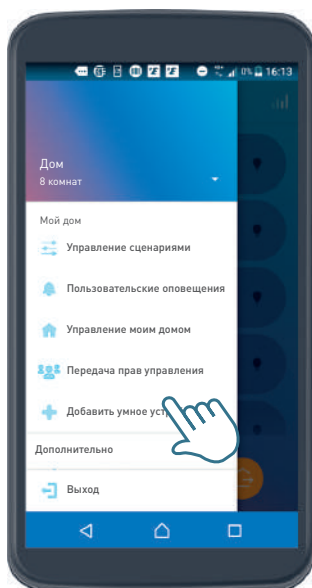 0% 16:13
Дом
8 комнат
Мой дом
Управление сценариями
Пользовательские оповещения
Управление моим домом
Передача прав управления
Добавить умное уст
Дополнительно
Выход